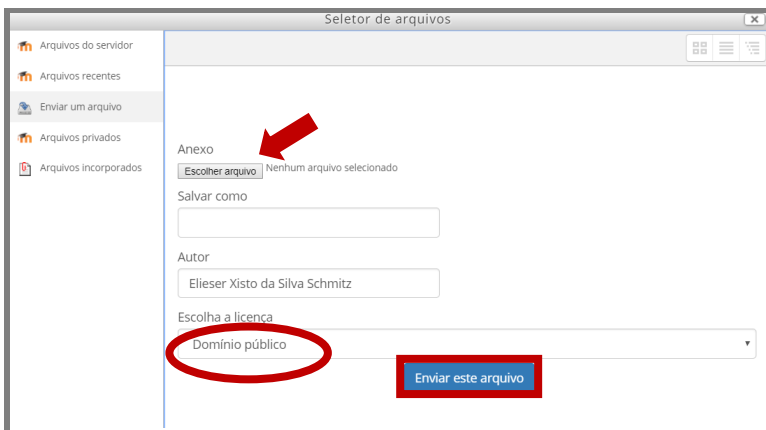 Seletor de arquivos
Arquivos do servidor
Arquivos recentes
Enviar um arquivo
Arquivos privados
Arquivos incorporados
Anexo
Escolher arquivo Nenhum arquivo selecionado
Salvar como
Autor
Elieser Xisto da Silva Schmitz
Escolha a licença
Domínio público
Enviar este arquivo